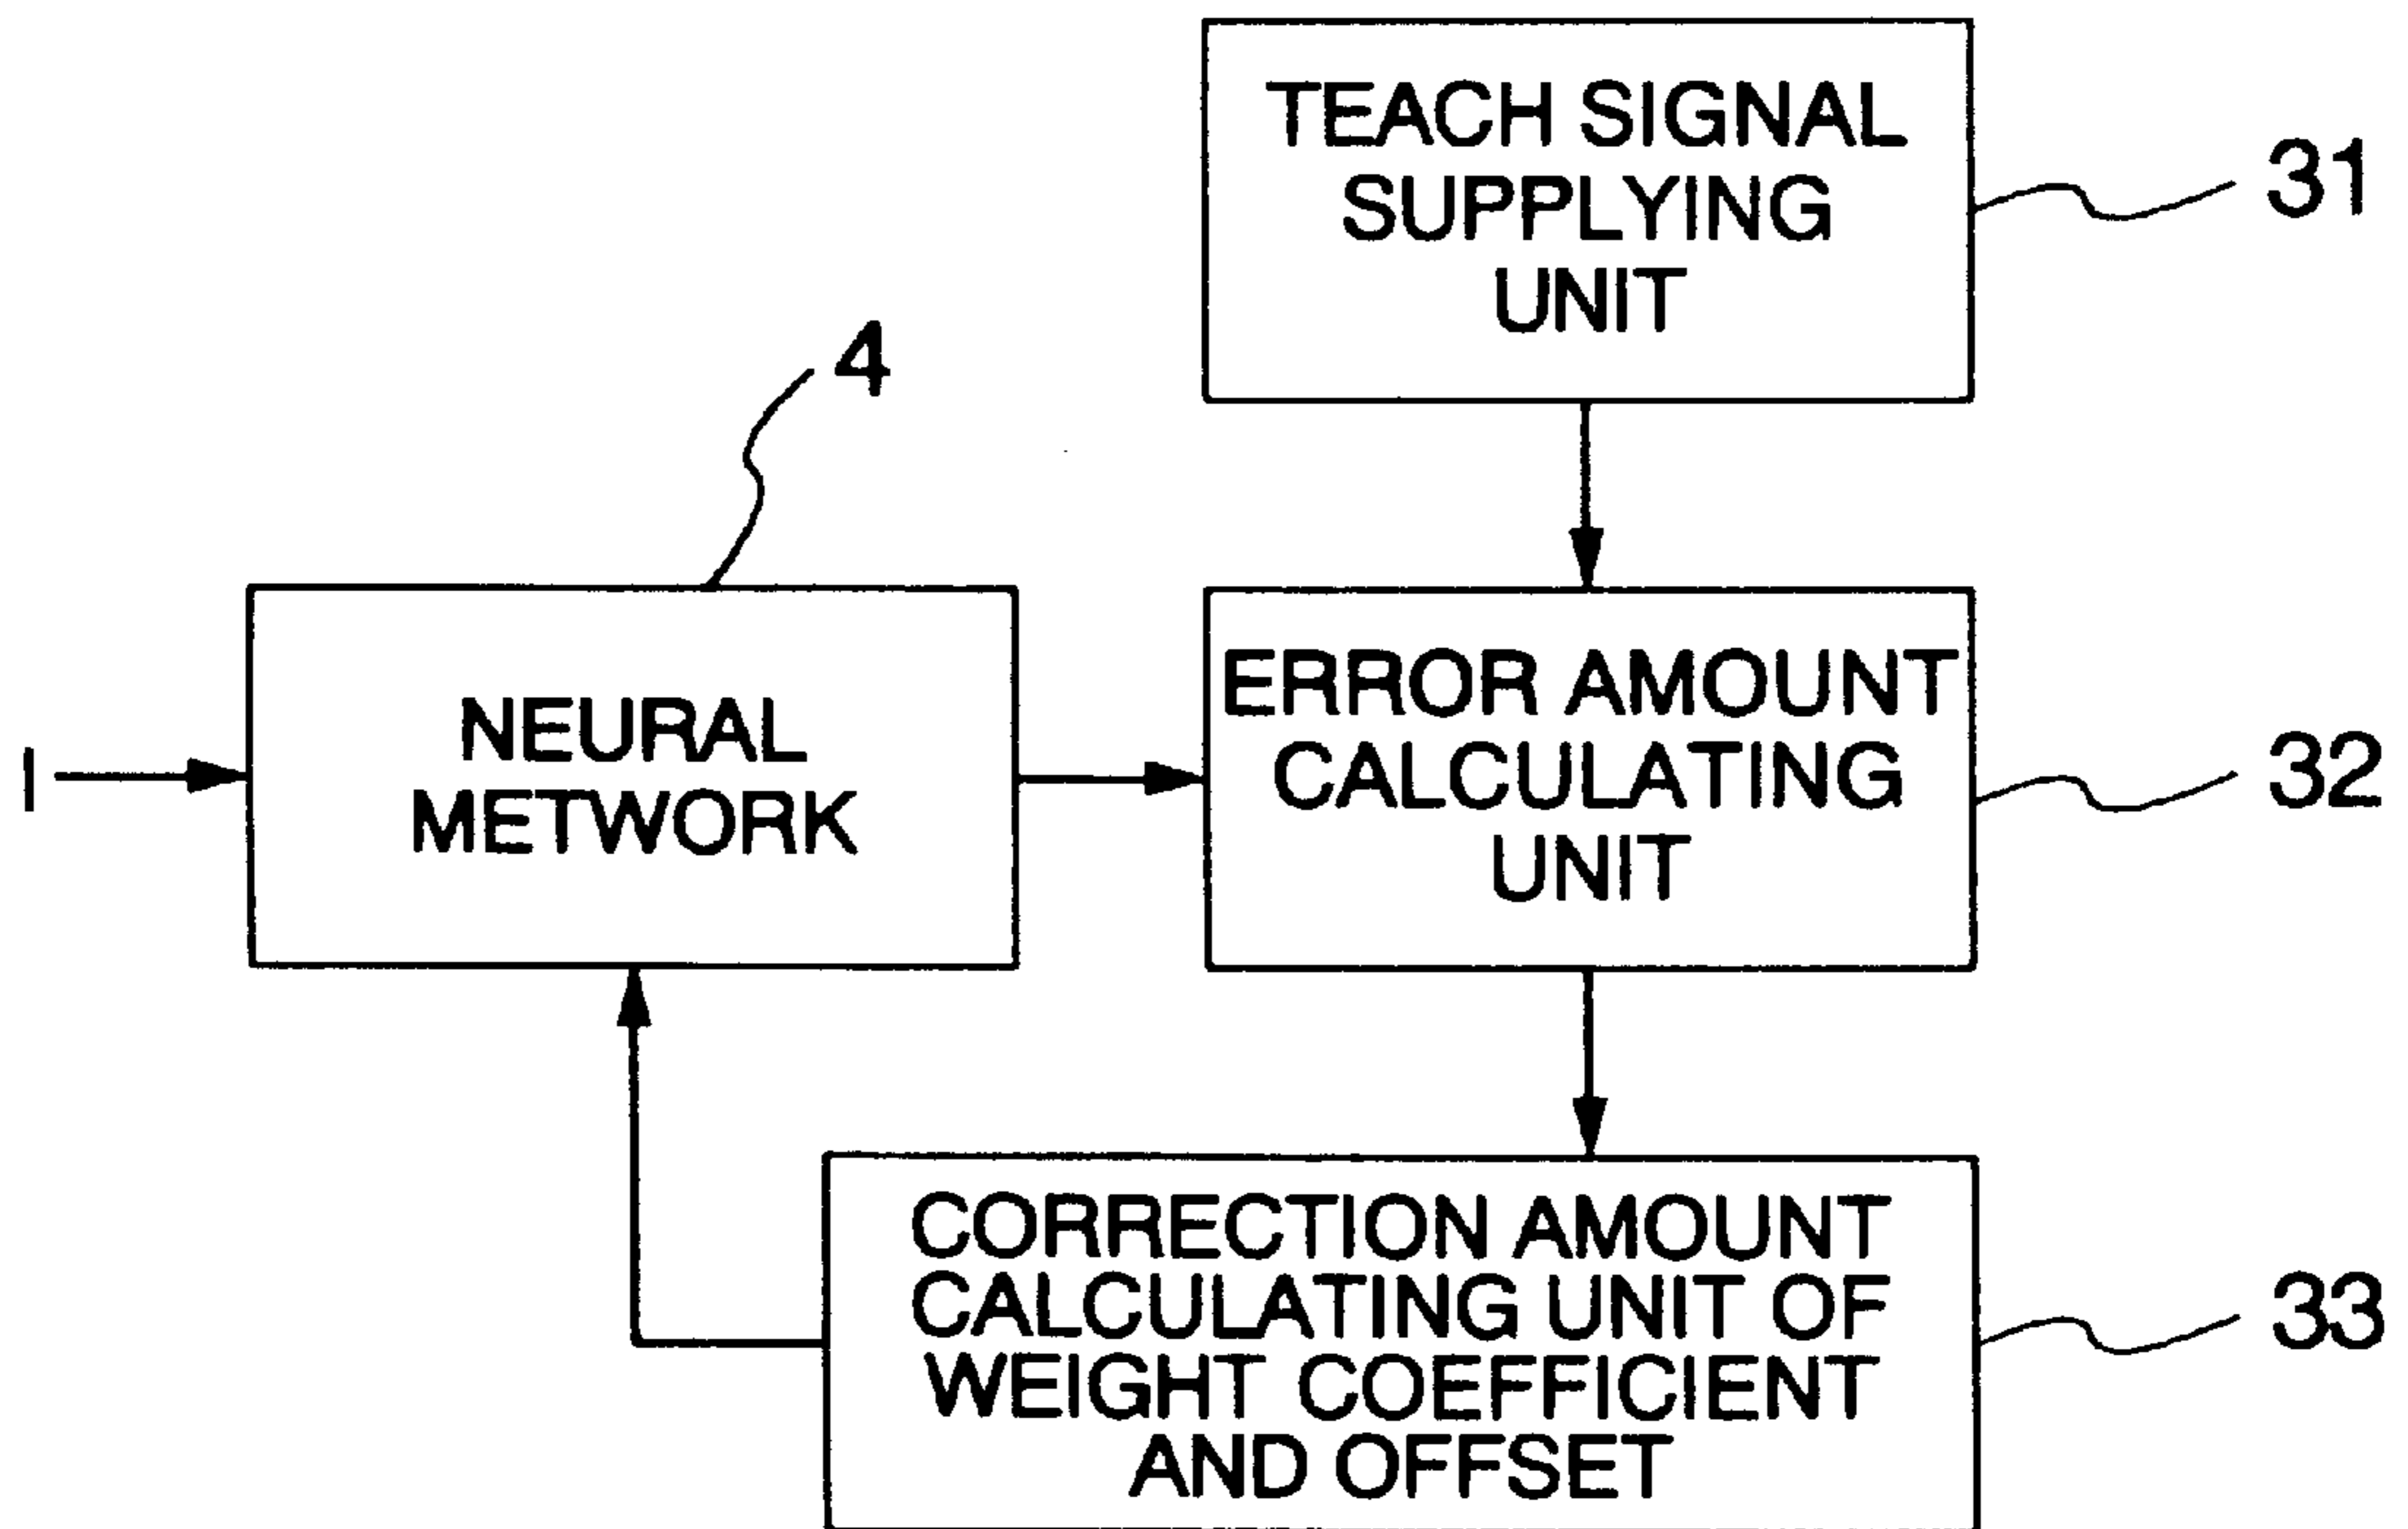 TEACH SIGNAL
SUPPLYING
UNIT
31
4
I
NEURAL
METWORK
ERROR AMOUNT
CALCULATING
UNIT
32
CORRECTION AMOUNT
CALCULATING UNIT OF
WEIGHT COEFFICIENT
AND OFFSET
33